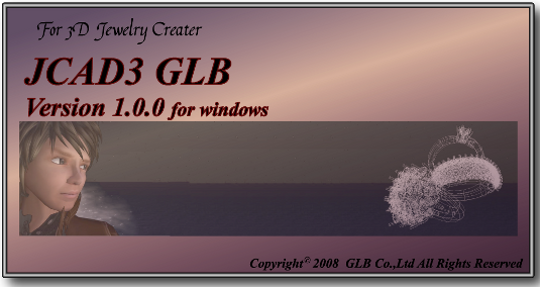 For 3D Jewelry Creater
JCAD3 GLB
Version 1.0.0 for windows
Copyright© 2008 GLB Co.,Ltd All Rights Reserved